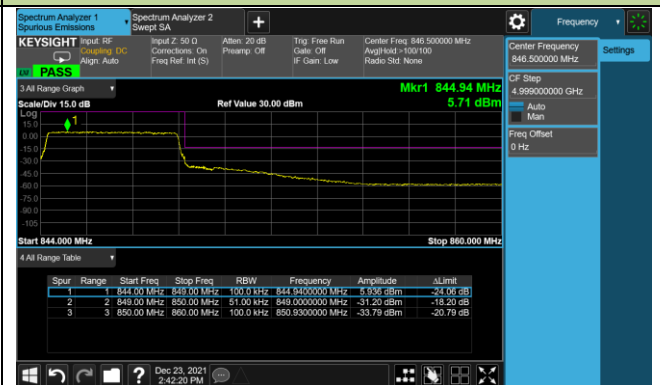 Spectrum Analyzer 1
Spurious Emissions
Spectrum Analyzer 2
Swept SA
Frequency
KEYSIGHT
Input: RF
Coupling: DC
Align: Auto
Input Z: 50 Ω
Corrections: On
Freq Ref: Int (S)
Atten: 20 dB
Preamp: Off
Trig: Free Run
Gate: Off
IF Gain: Low
Center Freq: 846.500000 MHz
Avg|Hold:>100/100
Radio Std: None
PASS
Center Frequency
846.500000 MHz
Settings
CF Step
4.999000000 GHz
Auto
Man
Freq Offset
0 Hz
3 All Range Graph
Mkr1 844.94 MHz
Scale/Div 15.0 dB
Ref Value 30.00 dBm
5.71 dBm
Log
15.0
0.00
-15.0
-30.0
-45.0
-60.0
-75.0
-90.0
-105
1
Start 844.000 MHz
Stop 860.000 MHz
4 All Range Table
Spur Range Start Freq Stop Freq RBW Frequency Amplitude ΔLimit
1 1 844.00 MHz 849.00 MHz 100.0 kHz 844.9400000 MHz 5.936 dBm -24.06 dB
2 2 849.00 MHz 850.00 MHz 51.00 kHz 849.0000000 MHz -31.20 dBm -18.20 dB
3 3 850.00 MHz 860.00 MHz 100.0 kHz 850.9300000 MHz -33.79 dBm -20.79 dB
?
Dec 23, 2021
2:42:20 PM